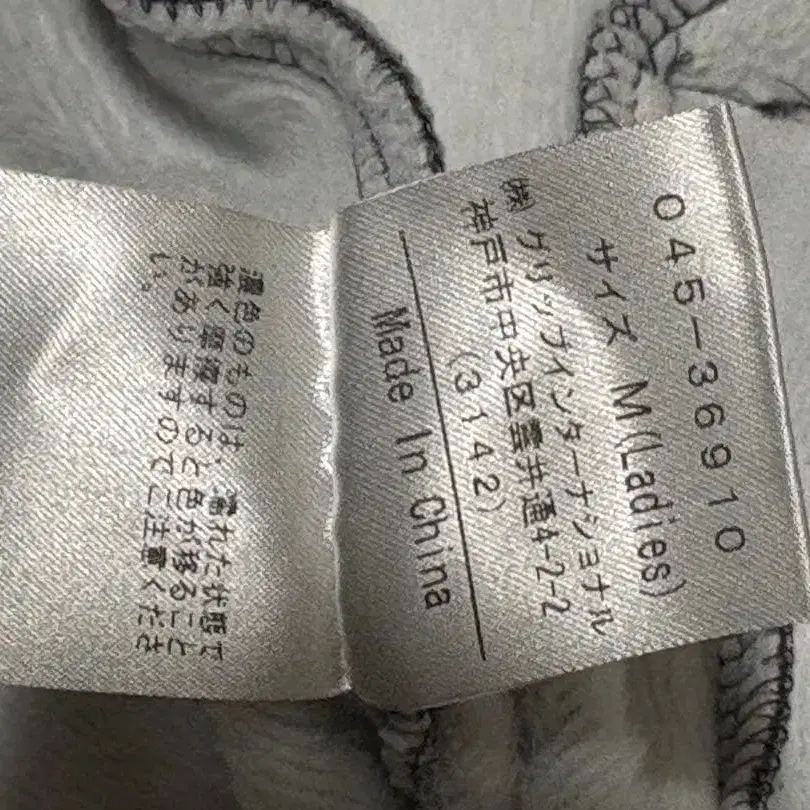 045-36910
サイズ M(Ladies)
㈱グリップインターナショナル
神戸市中央区雲井通4-2-2
(3142)
Made In China
濃色のものは、濡れた状態で
強く摩擦すると色が移ること
がありますのでご注意くださ
い。